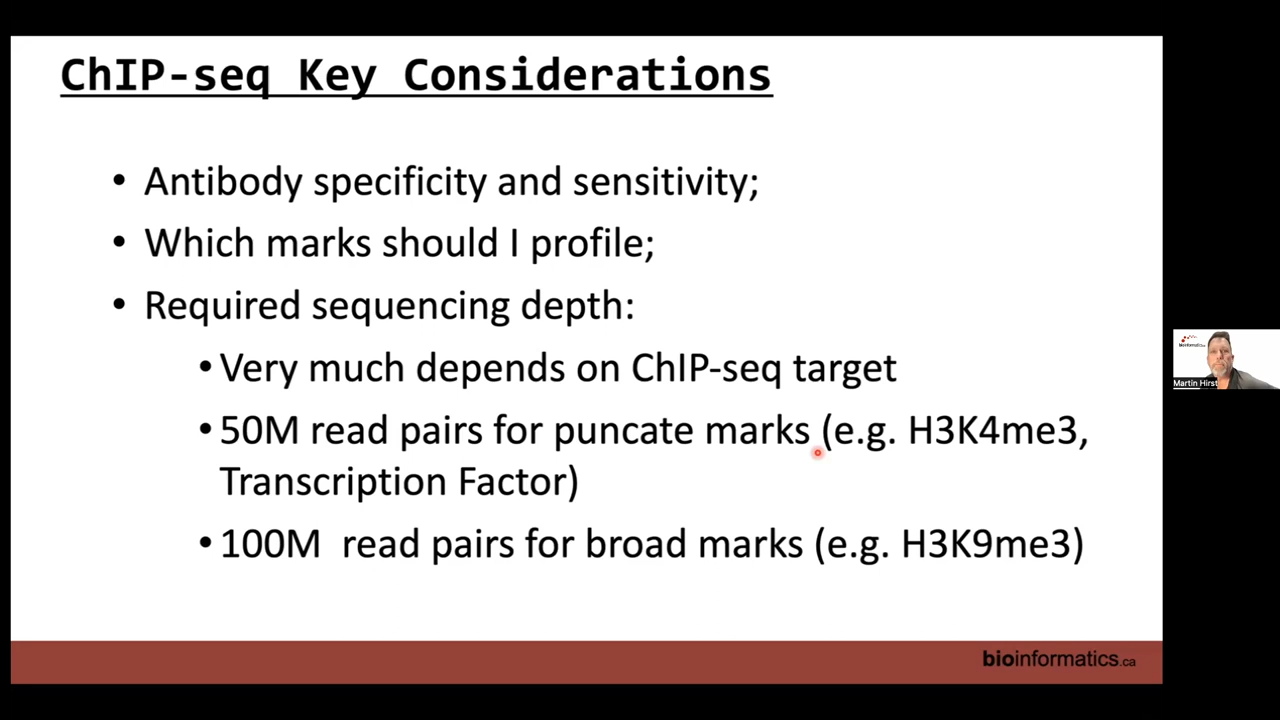 ChIP-seq Key Considerations
• Antibody specificity and sensitivity;
• Which marks should I profile;
• Required sequencing depth:
• Very much depends on ChIP-seq target
• 50M read pairs for puncate marks (e.g. H3K4me3,
Transcription Factor)
• 100M  read pairs for broad marks (e.g. H3K9me3)
bioinformatics.ca
Martin Hirst